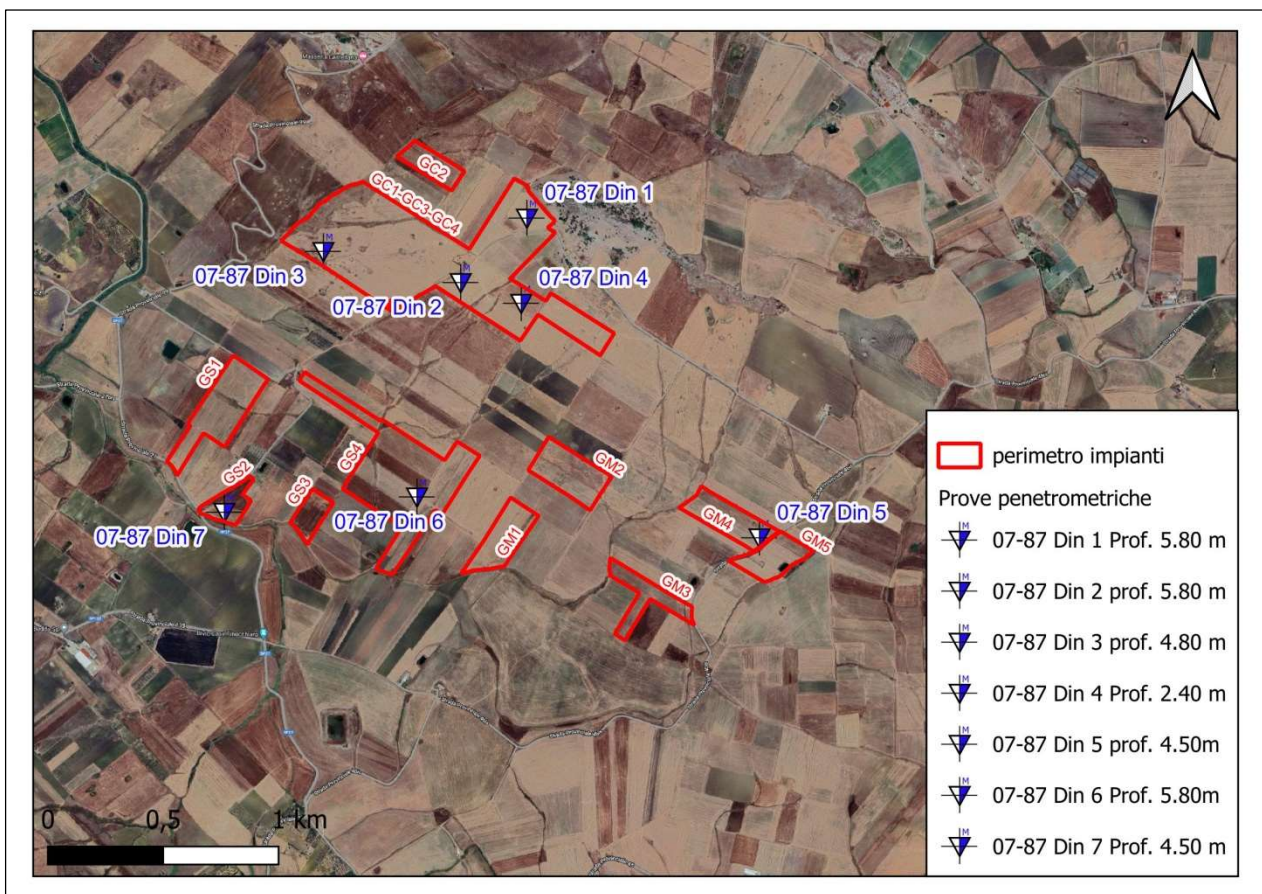 GC2
GC1-GC3-GC4
07-87 Din 1
07-87 Din 3
07-87 Din 2
07-87 Din 4
GS1
GS2
GS3
GS4
07-87 Din 6
07-87 Din 7
GM2
GM1
GM4
07-87 Din 5
GM5
GM3
0 0,5 1 km
perimetro impianti
Prove penetrometriche
M 07-87 Din 1 Prof. 5.80 m
M 07-87 Din 2 prof. 5.80 m
M 07-87 Din 3 prof. 4.80 m
M 07-87 Din 4 Prof. 2.40 m
M 07-87 Din 5 prof. 4.50m
M 07-87 Din 6 Prof. 5.80m
M 07-87 Din 7 Prof. 4.50 m